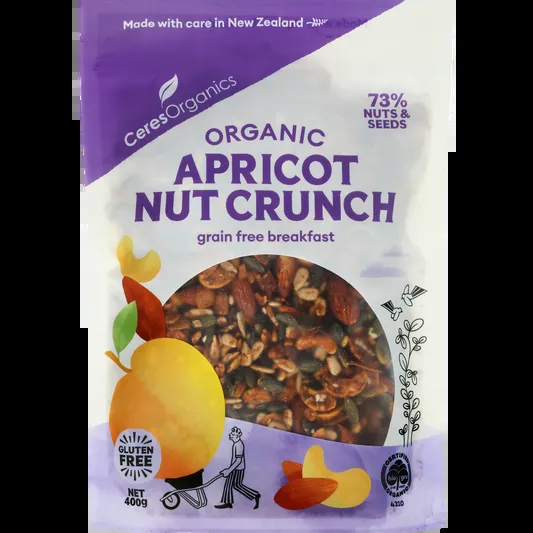 Made with care in New Zealand
CeresOrganics
73%
NUTS &
SEEDS
ORGANIC
APRICOT
NUT CRUNCH
grain free breakfast
GLUTEN
FREE
NET
400g
CERTIFIED
ORGANIC
4310